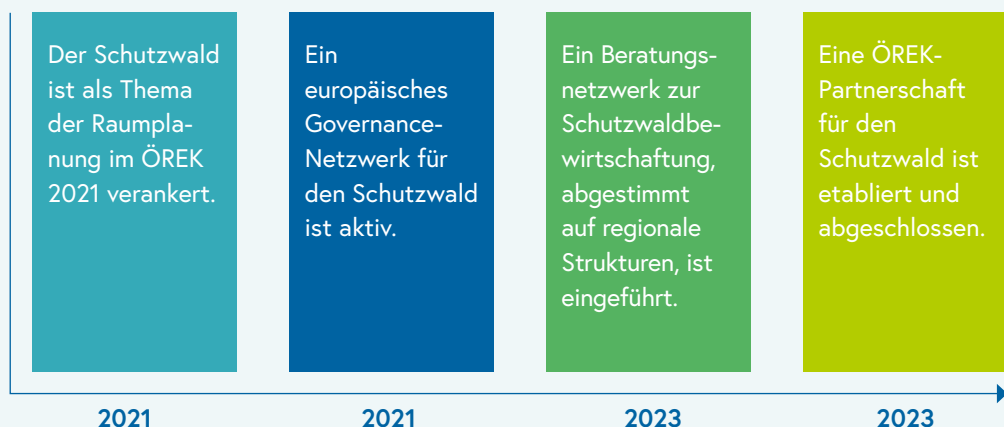 Der Schutzwald
ist als Thema
der Raumpla-
nung im ÖREK
2021 verankert.
Ein
europäisches
Governance-
Netzwerk für
den Schutzwald
ist aktiv.
Ein Beratungs-
netzwerk zur
Schutzwaldbe-
wirtschaftung,
abgestimmt
auf regionale
Strukturen, ist
eingeführt.
Eine ÖREK-
Partnerschaft
für den
Schutzwald ist
etabliert und
abgeschlossen.
2021
2021
2023
2023